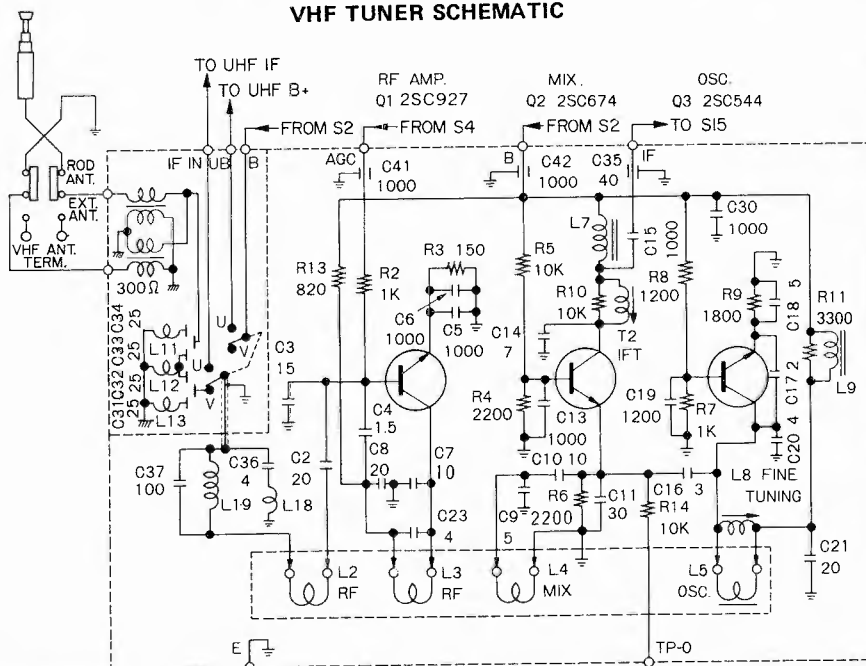 VHF TUNER SCHEMATIC
TO UHF IF
TO UHF B+
RF AMP.
Q1 2SC927
MIX.
Q2 2SC674
OSC.
Q3 2SC544
FROM S2
FROM S4
FROM S2
TO S15
IF IN
UB
B
AGC
C41
1000
B
C42
1000
C35
40
IF
ROD
ANT.
EXT.
ANT.
VHF ANT.
TERM.
300Ω
R13
820
R2
1K
R3 150
C6
1000
C5
1000
R5
10K
L7
C15
1000
R10
10K
T2
IFT
R8
1200
C30
1000
R9
1800
C18 5
R11
3300
L9
C34
25
C33
25
C32
25
C31
25
L11
L12
L13
U
V
U
V
C3
15
C14
7
R4
2200
C13
1000
C19
1200
R7
1K
C17 2
C20 4
C4
1.5
C8
20
C7
10
C2
20
C37
100
L19
C36
4
L18
C23
4
C10 10
C9
5
R6
2200
C11
30
C16 3
R14
10K
L8 FINE
TUNING
C21
20
L2
RF
L3
RF
L4
MIX
L5
OSC.
E
TP-0